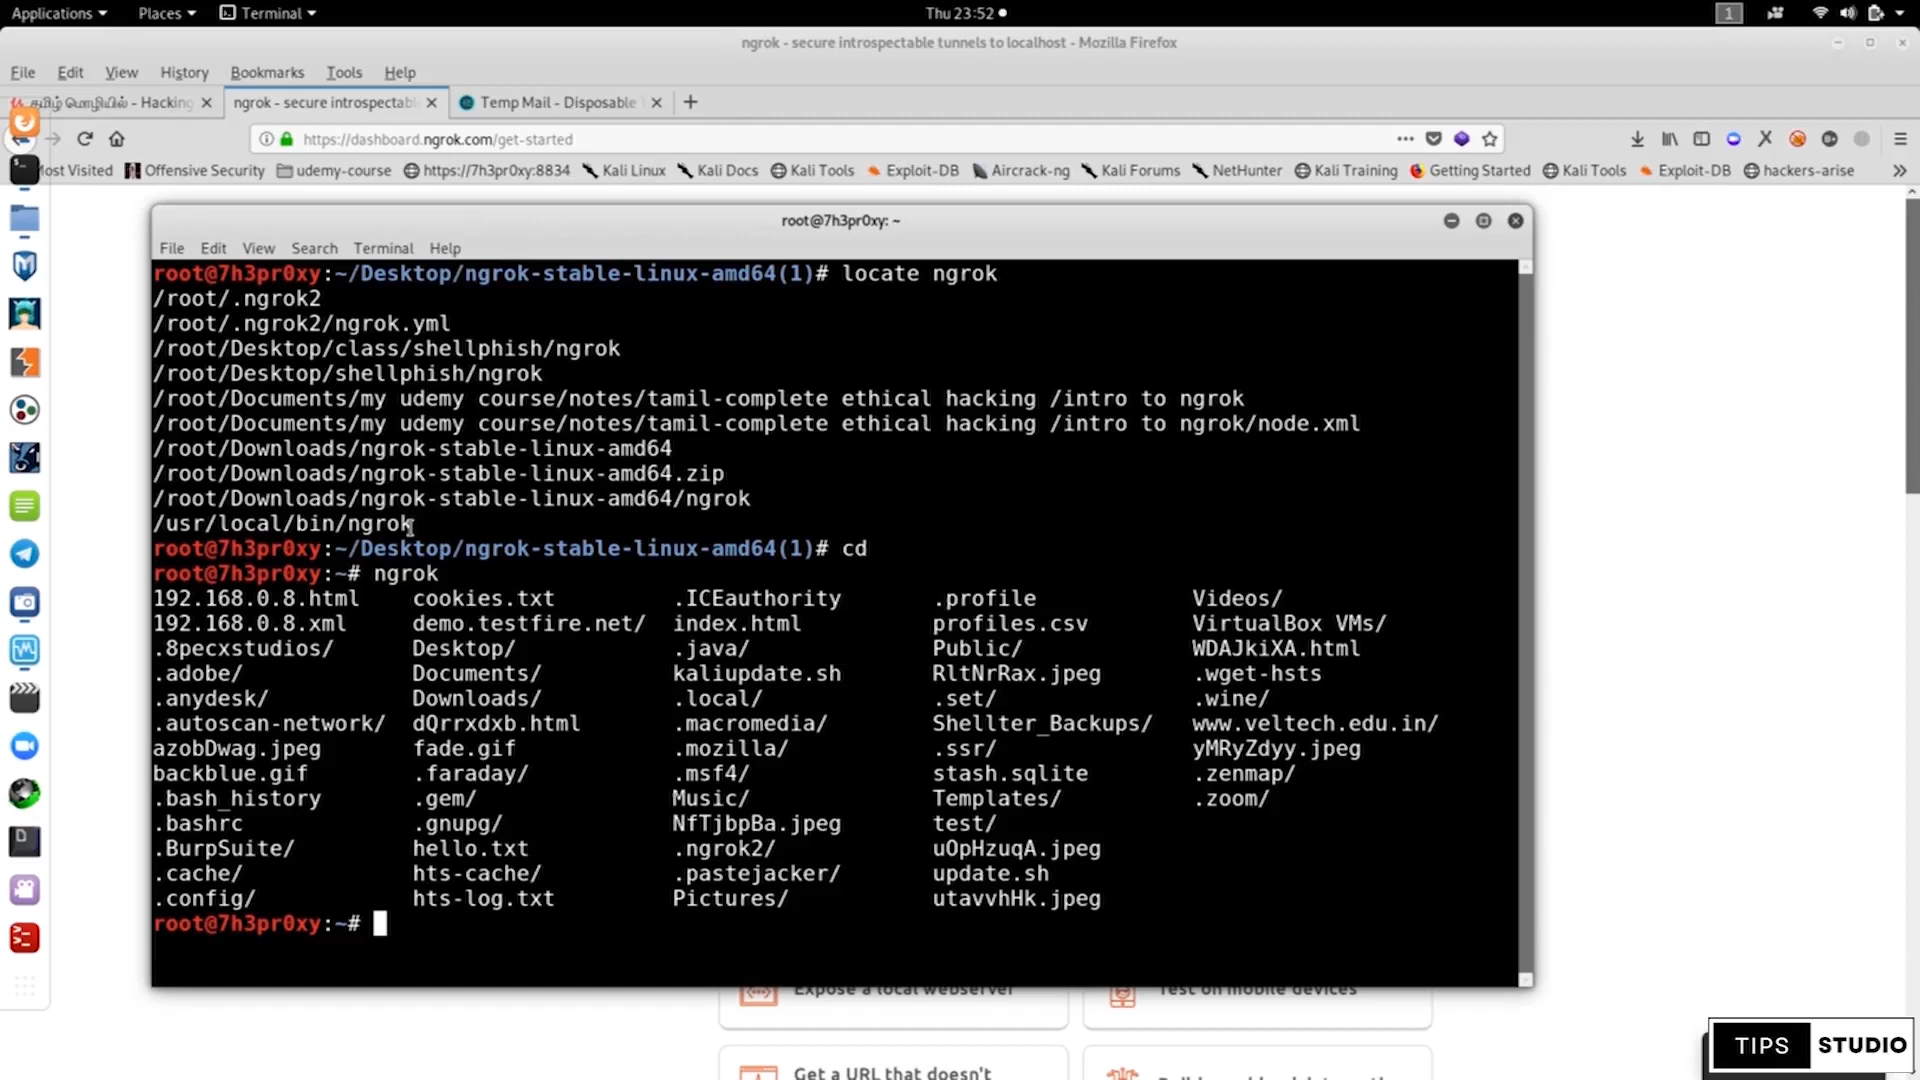 Applications Places Terminal Thu 23:52 1
ngrok - secure introspectable tunnels to localhost - Mozilla Firefox
File Edit View History Bookmarks Tools Help
தமிழ் மொழியில் - Hacking ngrok - secure introspectabl Temp Mail - Disposable
https://dashboard.ngrok.com/get-started
Most Visited Offensive Security udemy-course https://7h3pr0xy:8834 Kali Linux Kali Docs Kali Tools Exploit-DB Aircrack-ng Kali Forums NetHunter Kali Training Getting Started Kali Tools Exploit-DB hackers-arise
root@7h3pr0xy: ~
File Edit View Search Terminal Help
root@7h3pr0xy:~/Desktop/ngrok-stable-linux-amd64(1)# locate ngrok
/root/.ngrok2
/root/.ngrok2/ngrok.yml
/root/Desktop/class/shellphish/ngrok
/root/Desktop/shellphish/ngrok
/root/Documents/my udemy course/notes/tamil-complete ethical hacking /intro to ngrok
/root/Documents/my udemy course/notes/tamil-complete ethical hacking /intro to ngrok/node.xml
/root/Downloads/ngrok-stable-linux-amd64
/root/Downloads/ngrok-stable-linux-amd64.zip
/root/Downloads/ngrok-stable-linux-amd64/ngrok
/usr/local/bin/ngrok
root@7h3pr0xy:~/Desktop/ngrok-stable-linux-amd64(1)# cd
root@7h3pr0xy:~# ngrok
192.168.0.8.html cookies.txt .ICEauthority .profile Videos/
192.168.0.8.xml demo.testfire.net/ index.html profiles.csv VirtualBox VMs/
.8pecxstudios/ Desktop/ .java/ Public/ WDAJkiXA.html
.adobe/ Documents/ kaliupdate.sh RltNrRax.jpeg .wget-hsts
.anydesk/ Downloads/ .local/ .set/ .wine/
.autoscan-network/ dQrrxdxb.html .macromedia/ Shellter_Backups/ www.veltech.edu.in/
azobDwag.jpeg fade.gif .mozilla/ .ssr/ yMRyZdyy.jpeg
backblue.gif .faraday/ .msf4/ stash.sqlite .zenmap/
.bash_history .gem/ Music/ Templates/ .zoom/
.bashrc .gnupg/ NfTjbpBa.jpeg test/
.BurpSuite/ hello.txt .ngrok2/ uOpHzuqA.jpeg
.cache/ hts-cache/ .pastejacker/ update.sh
.config/ hts-log.txt Pictures/ utavvhHk.jpeg
root@7h3pr0xy:~#
Expose a local webserver Test on mobile devices
Get a URL that doesn't
TIPS STUDIO